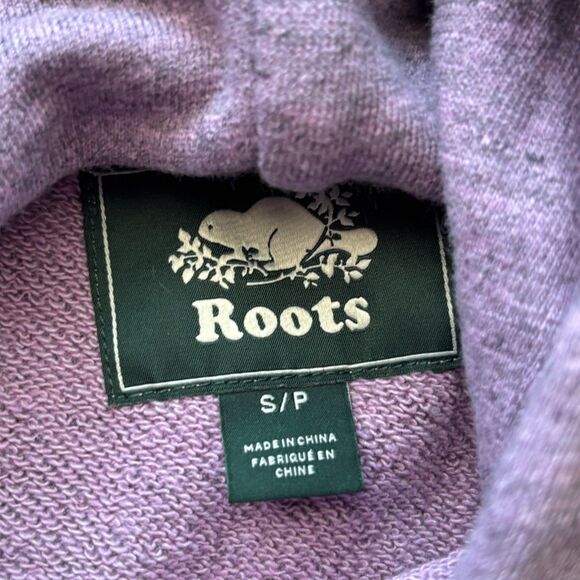 Roots
S/P
MADE IN CHINA
FABRIQUÉ EN
CHINE